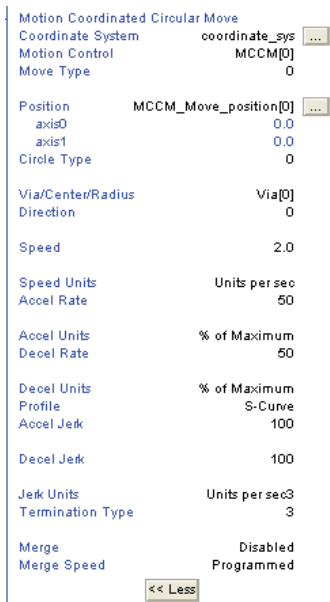 Motion Coordinated Circular Move
Coordinate System coordinate_sys ...
Motion Control MCCM[0]
Move Type 0
Position MCCM_Move_position[0] ...
axis0 0.0
axis1 0.0
Circle Type 0
Via/Center/Radius Via[0]
Direction 0
Speed 2.0
Speed Units Units per sec
Accel Rate 50
Accel Units % of Maximum
Decel Rate 50
Decel Units % of Maximum
Profile S-Curve
Accel Jerk 100
Decel Jerk 100
Jerk Units Units per sec3
Termination Type 3
Merge Disabled
Merge Speed Programmed
<< Less